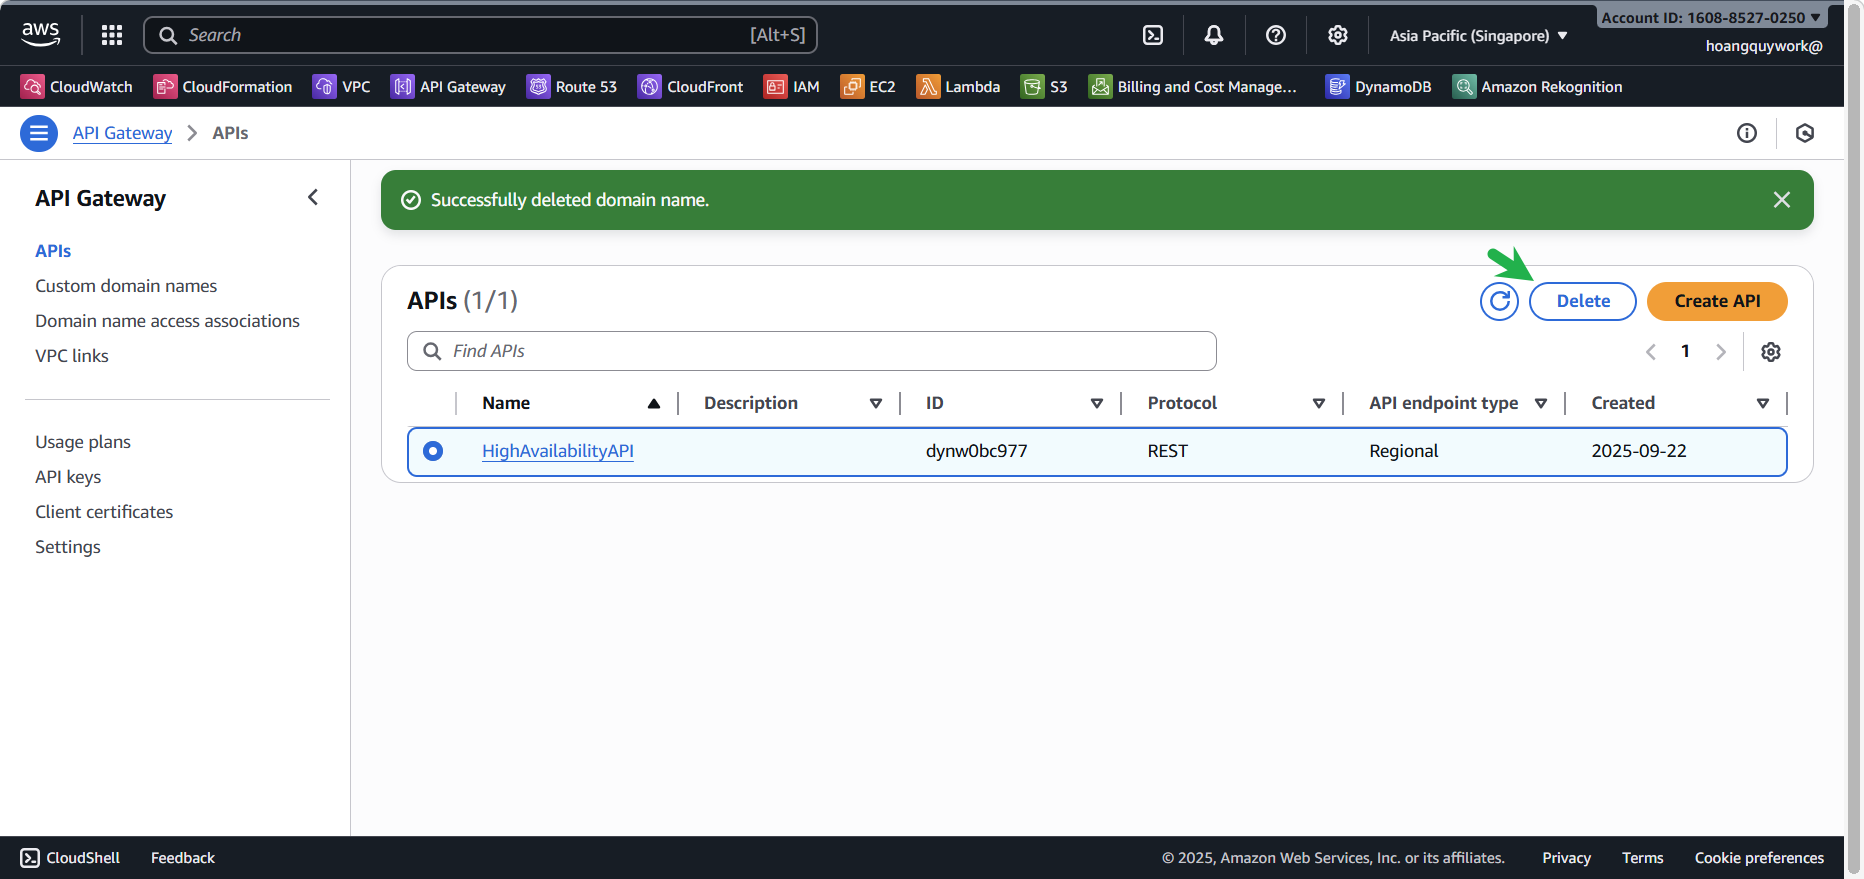 aws
Search
[Alt+S]
Asia Pacific (Singapore)
Account ID: 1608-8527-0250
hoangquywork@
CloudWatch
CloudFormation
VPC
API Gateway
Route 53
CloudFront
IAM
EC2
Lambda
S3
Billing and Cost Manage...
DynamoDB
Amazon Rekognition
API Gateway
APIs
API Gateway
APIs
Custom domain names
Domain name access associations
VPC links
Usage plans
API keys
Client certificates
Settings
Successfully deleted domain name.
APIs (1/1)
Delete
Create API
Find APIs
1
Name
Description
ID
Protocol
API endpoint type
Created
HighAvailabilityAPI
dynw0bc977
REST
Regional
2025-09-22
CloudShell
Feedback
© 2025, Amazon Web Services, Inc. or its affiliates.
Privacy
Terms
Cookie preferences